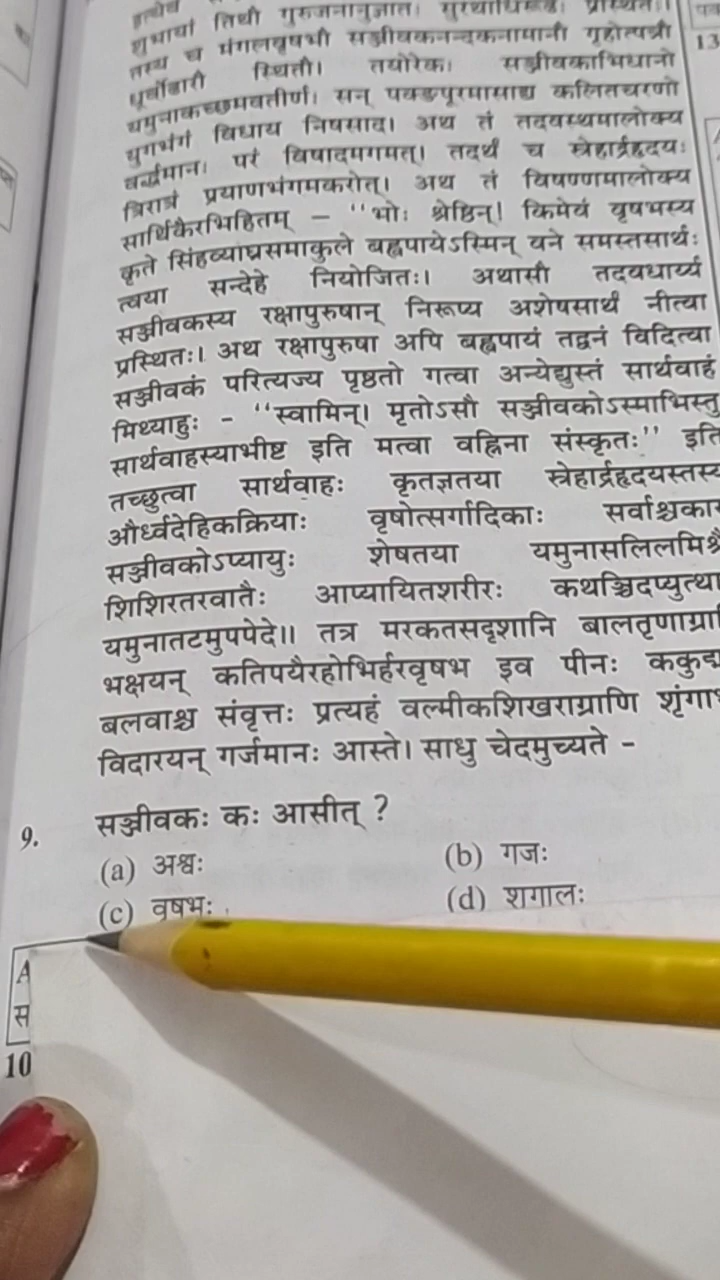 शुभायां तिथौ गुरुजनानुज्ञातः सुरथाधिरूढः प्रस्थितः।
तस्य च मंगलवृषभौ सञ्जीवकनन्दकनामानौ गृहोत्पन्नौ
धूर्वोढारौ स्थितौ। तयोरेकः सञ्जीवकाभिधानो
यमुनाकच्छमवतीर्णः सन् पक्ङपूरमासाद्य कलितचरणो
युगभंगं विधाय निषसाद। अथ तं तदवस्थमालोक्य
वर्द्धमानः परं विषादमगमत्। तदर्थं च स्नेहार्द्रहृदयः
त्रिरात्रं प्रयाणभंगमकरोत्। अथ तं विषण्णमालोक्य
सार्थिकैरभिहितम् – ''भोः श्रेष्ठिन्! किमेवं वृषभस्य
कृते सिंहव्याघ्रसमाकुले बह्वपायेऽस्मिन् वने समस्तसार्थः
त्वया सन्देहे नियोजितः। अथासौ तदवधार्य्य
सञ्जीवकस्य रक्षापुरुषान् निरूप्य अशेषसार्थं नीत्वा
प्रस्थितः। अथ रक्षापुरुषा अपि बह्वपायं तद्वनं विदित्वा
सञ्जीवकं परित्यज्य पृष्ठतो गत्वा अन्येद्युस्तं सार्थवाहं
मिथ्याहुः – ''स्वामिन्। मृतोऽसौ सञ्जीवकोऽस्माभिस्तु
सार्थवाहस्याभीष्ट इति मत्वा वह्निना संस्कृतः'' इति
तच्छुत्वा सार्थवाहः कृतज्ञतया स्नेहार्द्रहृदयस्तस्य
और्ध्वदेहिकक्रियाः वृषोत्सर्गादिकाः सर्वाश्चकार
सञ्जीवकोऽप्यायुः शेषतया यमुनासलिलमिश्रै
शिशिरतरवातैः आप्यायितशरीरः कथञ्चिदप्युत्था
यमुनातटमुपपेदे॥ तत्र मरकतसदृशानि बालतृणाग्रा
भक्षयन् कतिपयैरहोभिर्हरवृषभ इव पीनः ककुद्म
बलवाश्च संवृत्तः प्रत्यहं वल्मीकशिखराग्राणि शृंगा
विदारयन् गर्जमानः आस्ते। साधु चेदमुच्यते –
9. सञ्जीवकः कः आसीत् ?
(a) अश्वः (b) गजः
(c) वृषभः (d) शृगालः
A
स
10
13